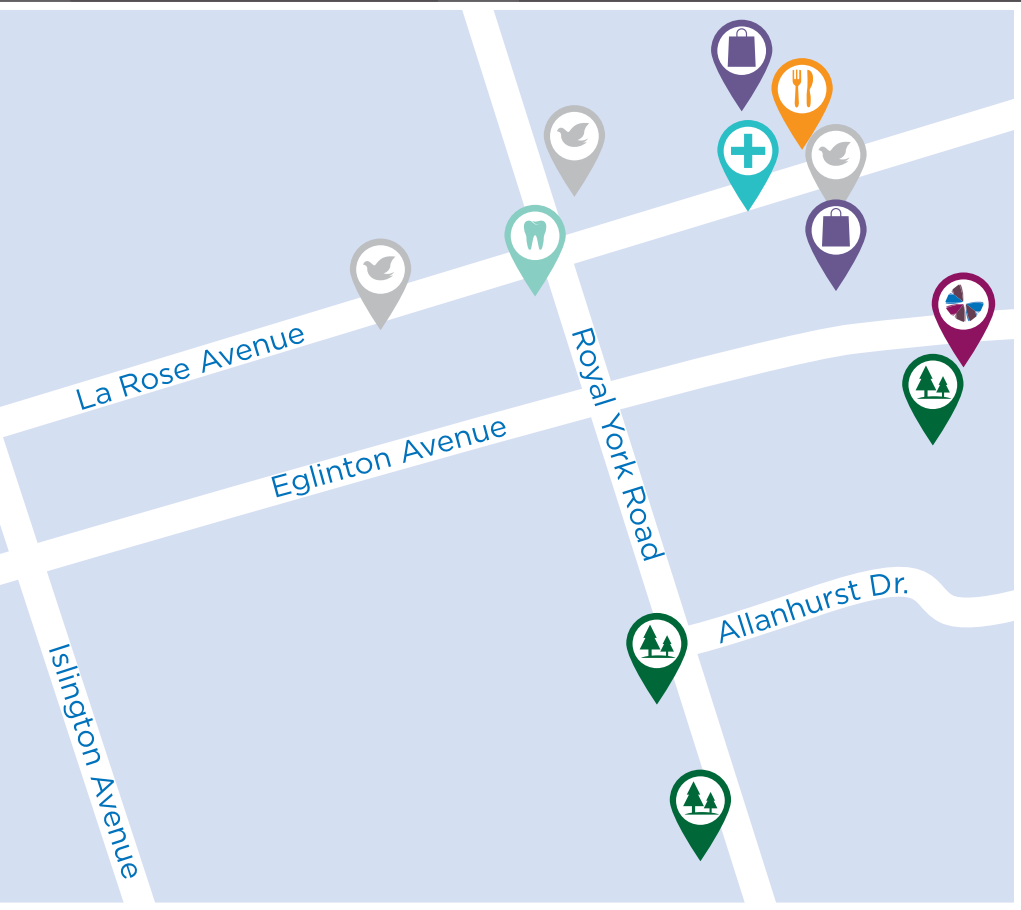 La Rose Avenue
Royal York Road
Eglinton Avenue
Allanhurst Dr.
Islington Avenue